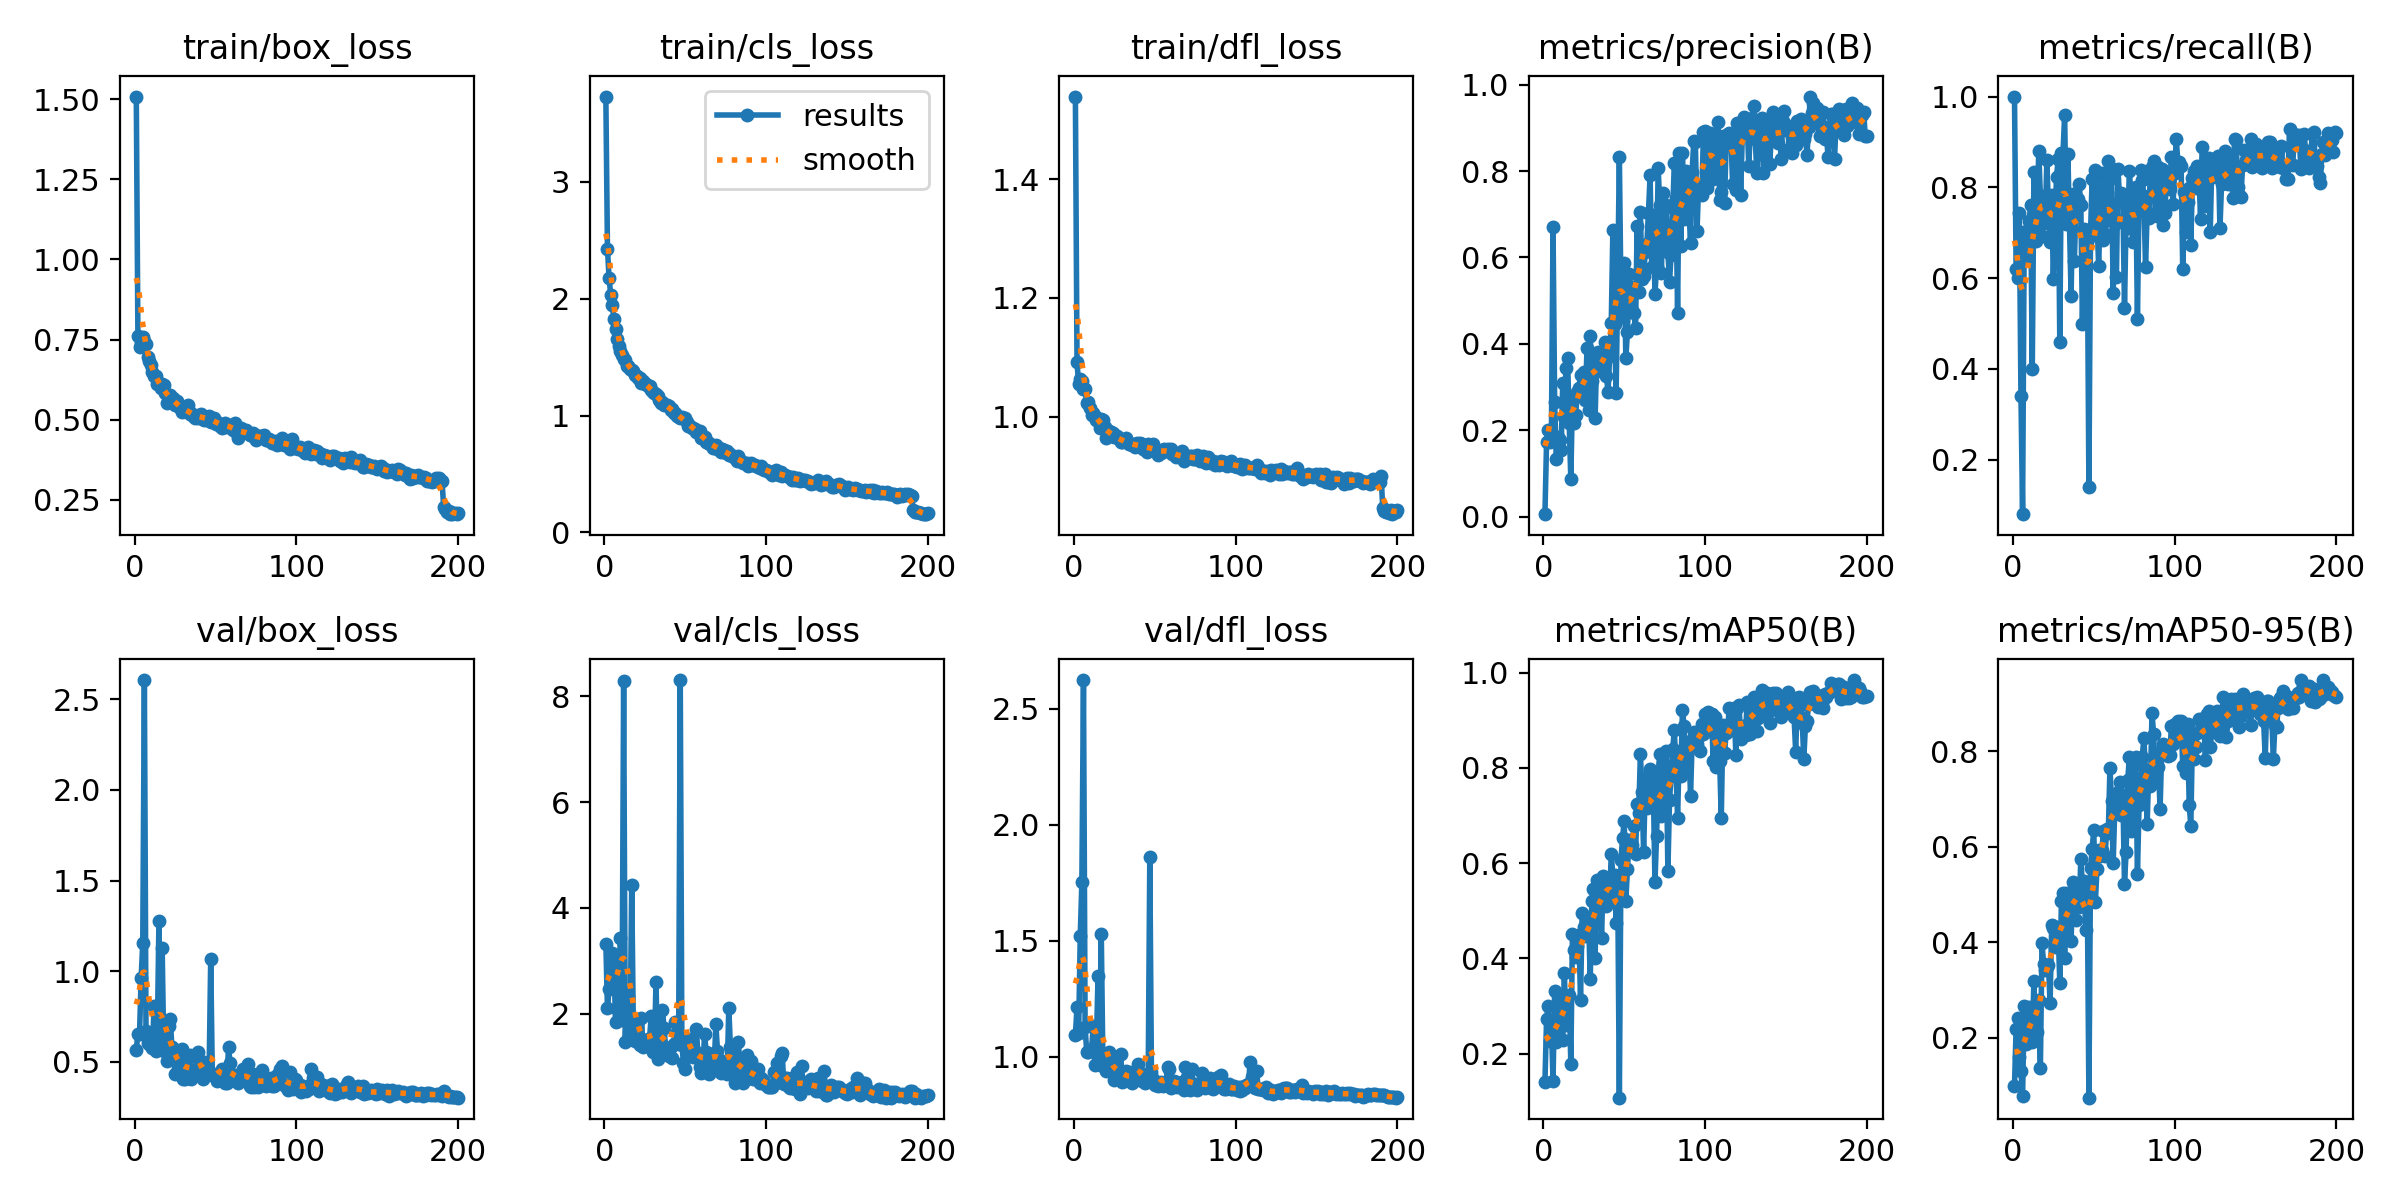 train/box_loss
1.50
1.25
1.00
0.75
0.50
0.25
0 100 200
train/cls_loss
results
smooth
3
2
1
0
0 100 200
train/dfl_loss
1.4
1.2
1.0
0 100 200
metrics/precision(B)
1.0
0.8
0.6
0.4
0.2
0.0
0 100 200
metrics/recall(B)
1.0
0.8
0.6
0.4
0.2
0 100 200
val/box_loss
2.5
2.0
1.5
1.0
0.5
0 100 200
val/cls_loss
8
6
4
2
0 100 200
val/dfl_loss
2.5
2.0
1.5
1.0
0 100 200
metrics/mAP50(B)
1.0
0.8
0.6
0.4
0.2
0 100 200
metrics/mAP50-95(B)
0.8
0.6
0.4
0.2
0 100 200